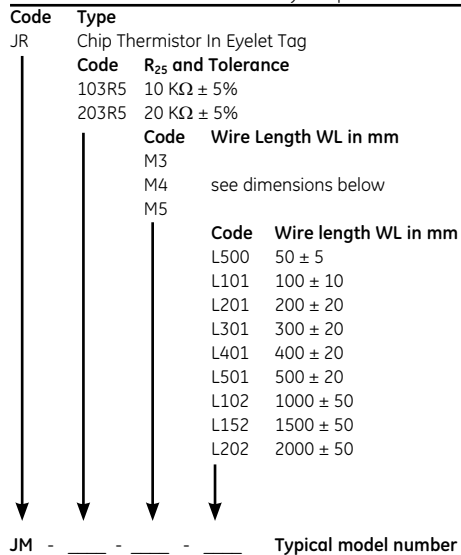 Code Type
JR Chip Thermistor In Eyelet Tag
Code R₂₅ and Tolerance
103R5 10 KΩ ± 5%
203R5 20 KΩ ± 5%
Code Wire Length WL in mm
M3
M4 see dimensions below
M5
Code Wire length WL in mm
L500 50 ± 5
L101 100 ± 10
L201 200 ± 20
L301 300 ± 20
L401 400 ± 20
L501 500 ± 20
L102 1000 ± 50
L152 1500 ± 50
L202 2000 ± 50
JM - ____ - ____ - ____ Typical model number